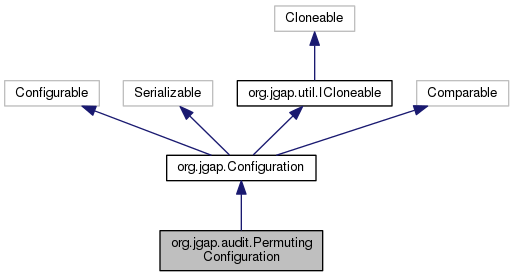 Cloneable
Configurable
Serializable
org.jgap.util.ICloneable
Comparable
org.jgap.Configuration
org.jgap.audit.Permuting
Configuration